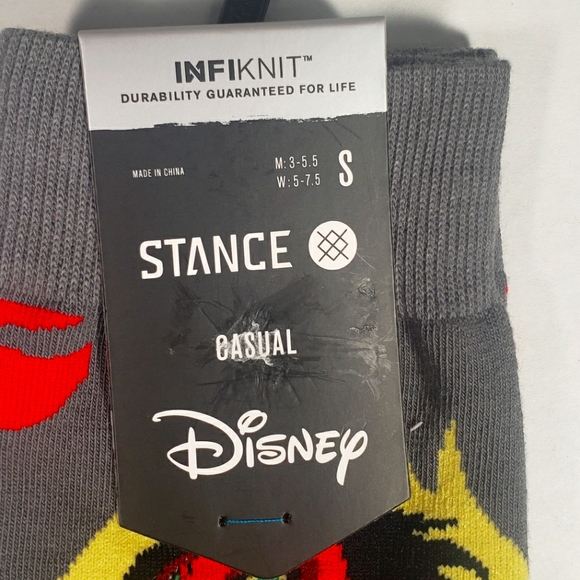 INFIKNIT™
DURABILITY GUARANTEED FOR LIFE
MADE IN CHINA
M: 3-5.5
W: 5-7.5
S
STANCE
CASUAL
Disney